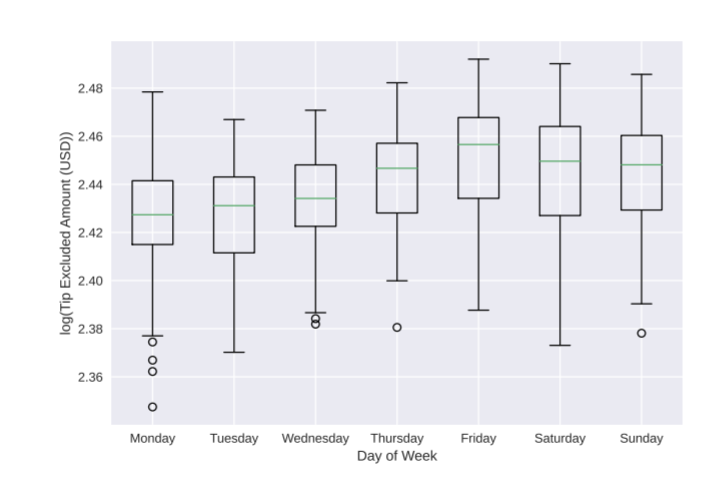 log(Tip Excluded Amount (USD))
2.48
2.46
2.44
2.42
2.40
2.38
2.36
Monday Tuesday Wednesday Thursday Friday Saturday Sunday
Day of Week